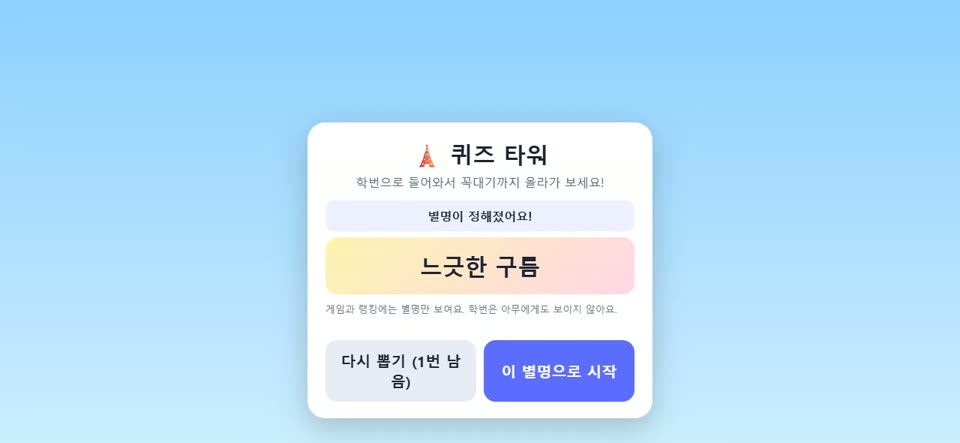 퀴즈 타워
학번으로 들어와서 꼭대기까지 올라가 보세요!
별명이 정해졌어요!
느긋한 구름
게임과 랭킹에는 별명만 보여요. 학번은 아무에게도 보이지 않아요.
다시 뽑기 (1번 남
음)
이 별명으로 시작